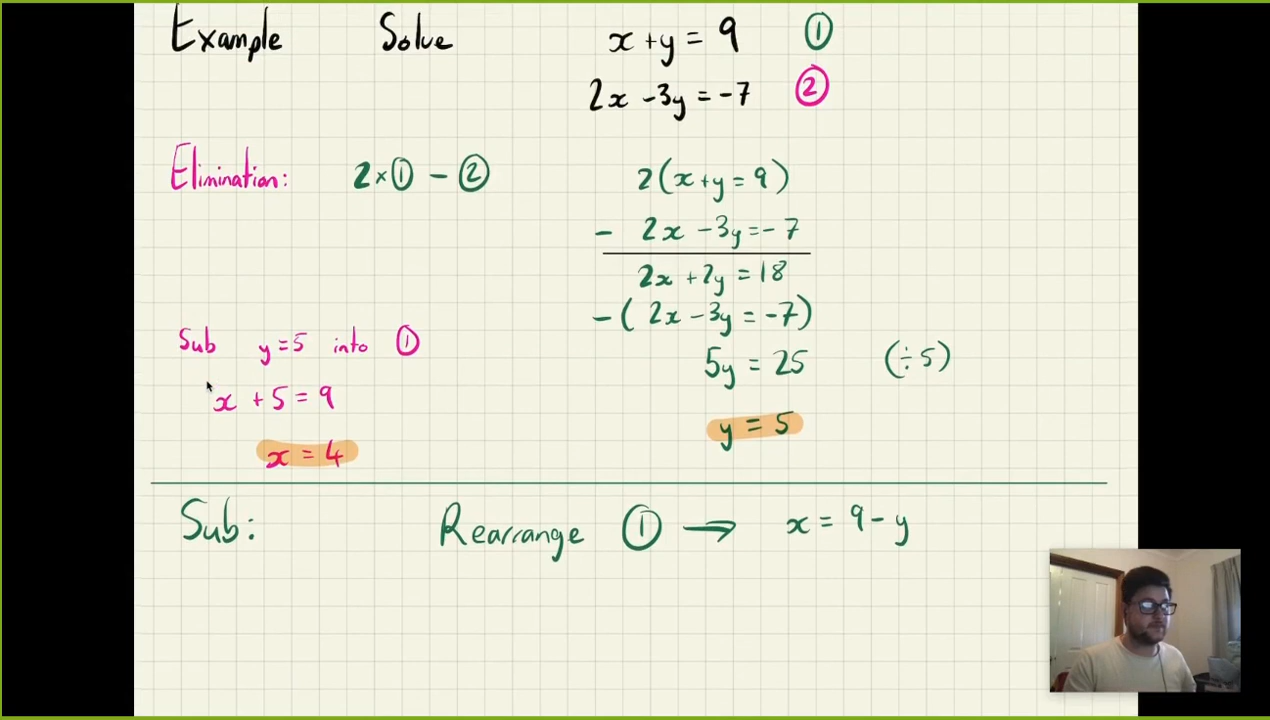 Example Solve x + y = 9 ①
2x - 3y = -7 ②
Elimination: 2 × ① - ② 2(x + y = 9)
- 2x - 3y = -7
2x + 2y = 18
-( 2x - 3y = -7)
Sub y = 5 into ①
5y = 25 (÷5)
x + 5 = 9
y = 5
x = 4
Sub: Rearrange ① → x = 9 - y